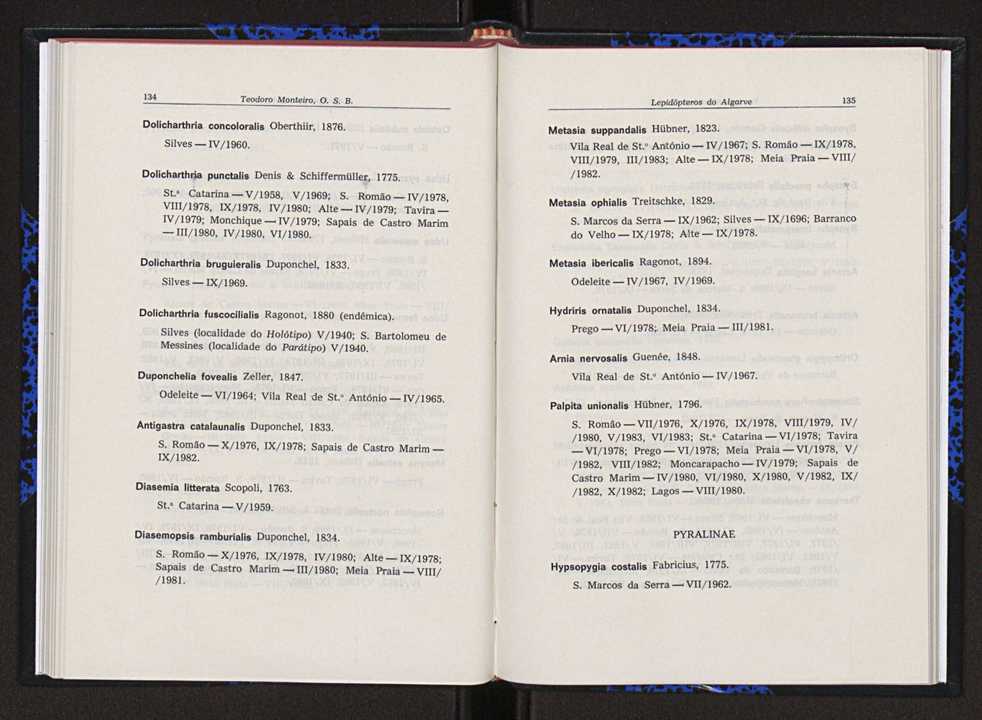 134
Teodoro Monteiro, O. S. B.
Dolicharthria concoloralis Oberthiir, 1876.
Silves — IV/1960.
Dolicharthria punctalis Denis & Schiffermüller, 1775.
St.ª Catarina — V/1958, V/1969; S. Romão — IV/1978,
VIII/1978, IX/1978, IV/1980; Alte — IV/1979; Tavira —
IV/1979; Monchique — IV/1979; Sapais de Castro Marim
— III/1980, IV/1980, VI/1980.
Dolicharthria bruguieralis Duponchel, 1833.
Silves — IX/1969.
Dolicharthria fuscocilialis Ragonot, 1880 (endémica).
Silves (localidade do Holótipo) V/1940; S. Bartolomeu de
Messines (localidade do Parátipo) V/1940.
Duponchelia fovealis Zeller, 1847.
Odeleite — VI/1964; Vila Real de St.º António — IV/1965.
Antigastra catalaunalis Duponchel, 1833.
S. Romão — X/1976, IX/1978; Sapais de Castro Marim —
IX/1982.
Diasemia litterata Scopoli, 1763.
St.ª Catarina — V/1959.
Diasemopsis ramburialis Duponchel, 1834.
S. Romão — X/1976, IX/1978, IV/1980; Alte — IX/1978;
Sapais de Castro Marim — III/1980; Meia Praia — VIII/
/1981.
Lepidópteros do Algarve
135
Metasia suppandalis Hübner, 1823.
Vila Real de St.º António — IV/1967; S. Romão — IX/1978,
VIII/1979, III/1983; Alte — IX/1978; Meia Praia — VIII/
/1982.
Metasia ophialis Treitschke, 1829.
S. Marcos da Serra — IX/1962; Silves — IX/1696; Barranco
do Velho — IX/1978; Alte — IX/1978.
Metasia ibericalis Ragonot, 1894.
Odeleite — IV/1967, IV/1969.
Hydriris ornatalis Duponchel, 1834.
Prego — VI/1978; Meia Praia — III/1981.
Arnia nervosalis Guenée, 1848.
Vila Real de St.º António — IV/1967.
Palpita unionalis Hübner, 1796.
S. Romão — VII/1976, X/1976, IX/1978, VIII/1979, IV/
/1980, V/1983, VI/1983; St.ª Catarina — VI/1978; Tavira
— VI/1978; Prego — VI/1978; Meia Praia — VI/1978, V/
/1982, VIII/1982; Moncarapacho — IV/1979; Sapais de
Castro Marim — IV/1980, VI/1980, X/1980, V/1982, IX/
/1982, X/1982; Lagos — VIII/1980.
PYRALINAE
Hypsopygia costalis Fabricius, 1775.
S. Marcos da Serra — VII/1962.